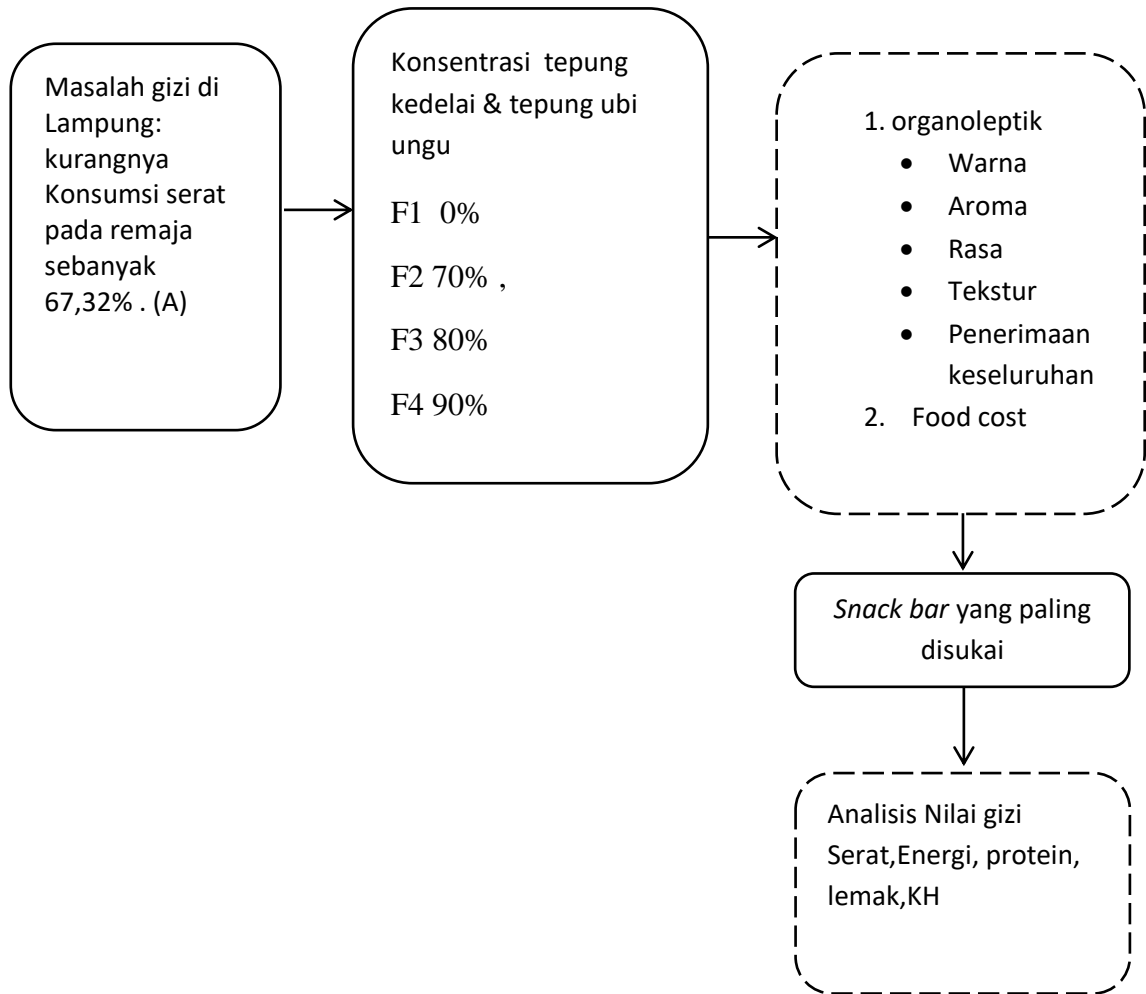 Masalah gizi di
Lampung:
kurangnya
Konsumsi serat
pada remaja
sebanyak
67,32% . (A)
Konsentrasi tepung
kedelai & tepung ubi
ungu
F1 0%
F2 70% ,
F3 80%
F4 90%
1. organoleptik
• Warna
• Aroma
• Rasa
• Tekstur
• Penerimaan
keseluruhan
2. Food cost
Snack bar yang paling
disukai
Analisis Nilai gizi
Serat,Energi, protein,
lemak,KH